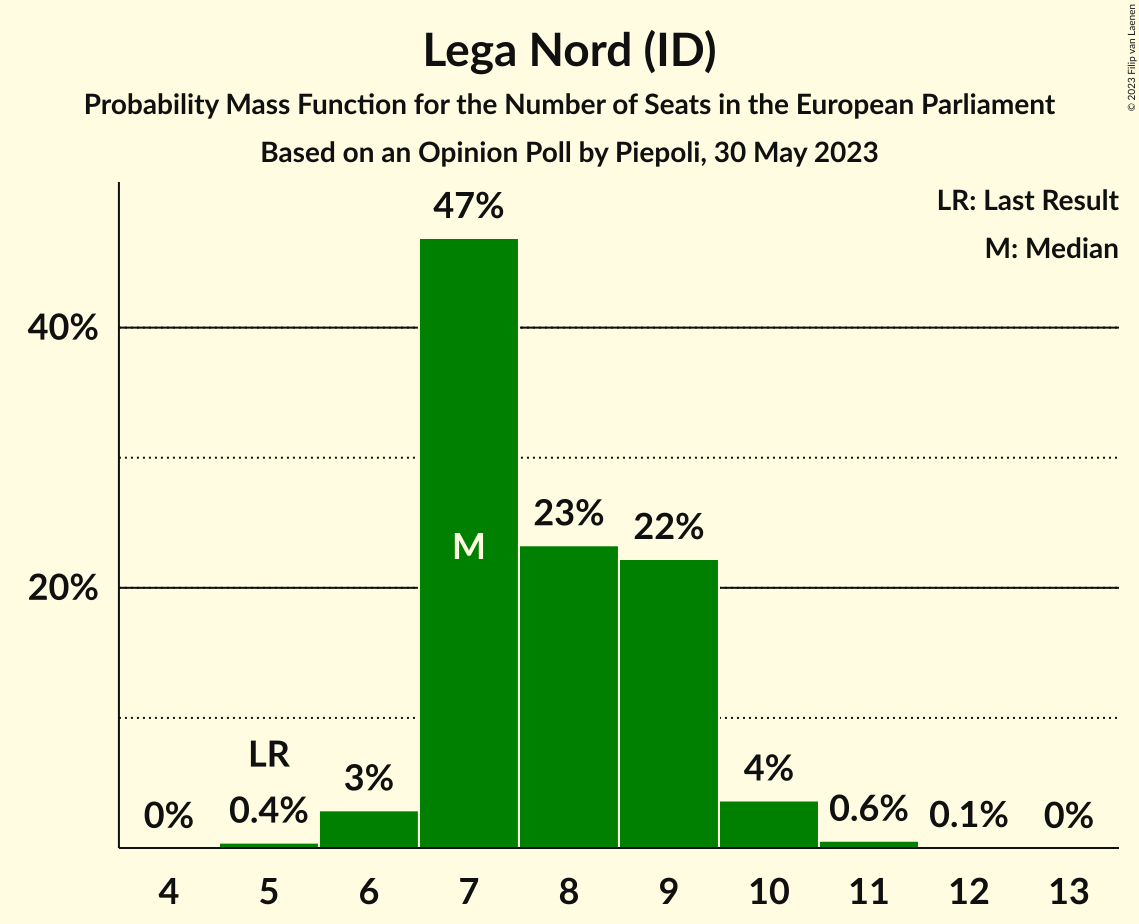 Lega Nord (ID)
Probability Mass Function for the Number of Seats in the European Parliament
Based on an Opinion Poll by Piepoli, 30 May 2023
© 2023 Filip van Laenen
LR: Last Result
M: Median
47%
40%
23%
22%
M
20%
LR
0%
0.4%
3%
4%
0.6%
0.1%
0%
4 5 6 7 8 9 10 11 12 13